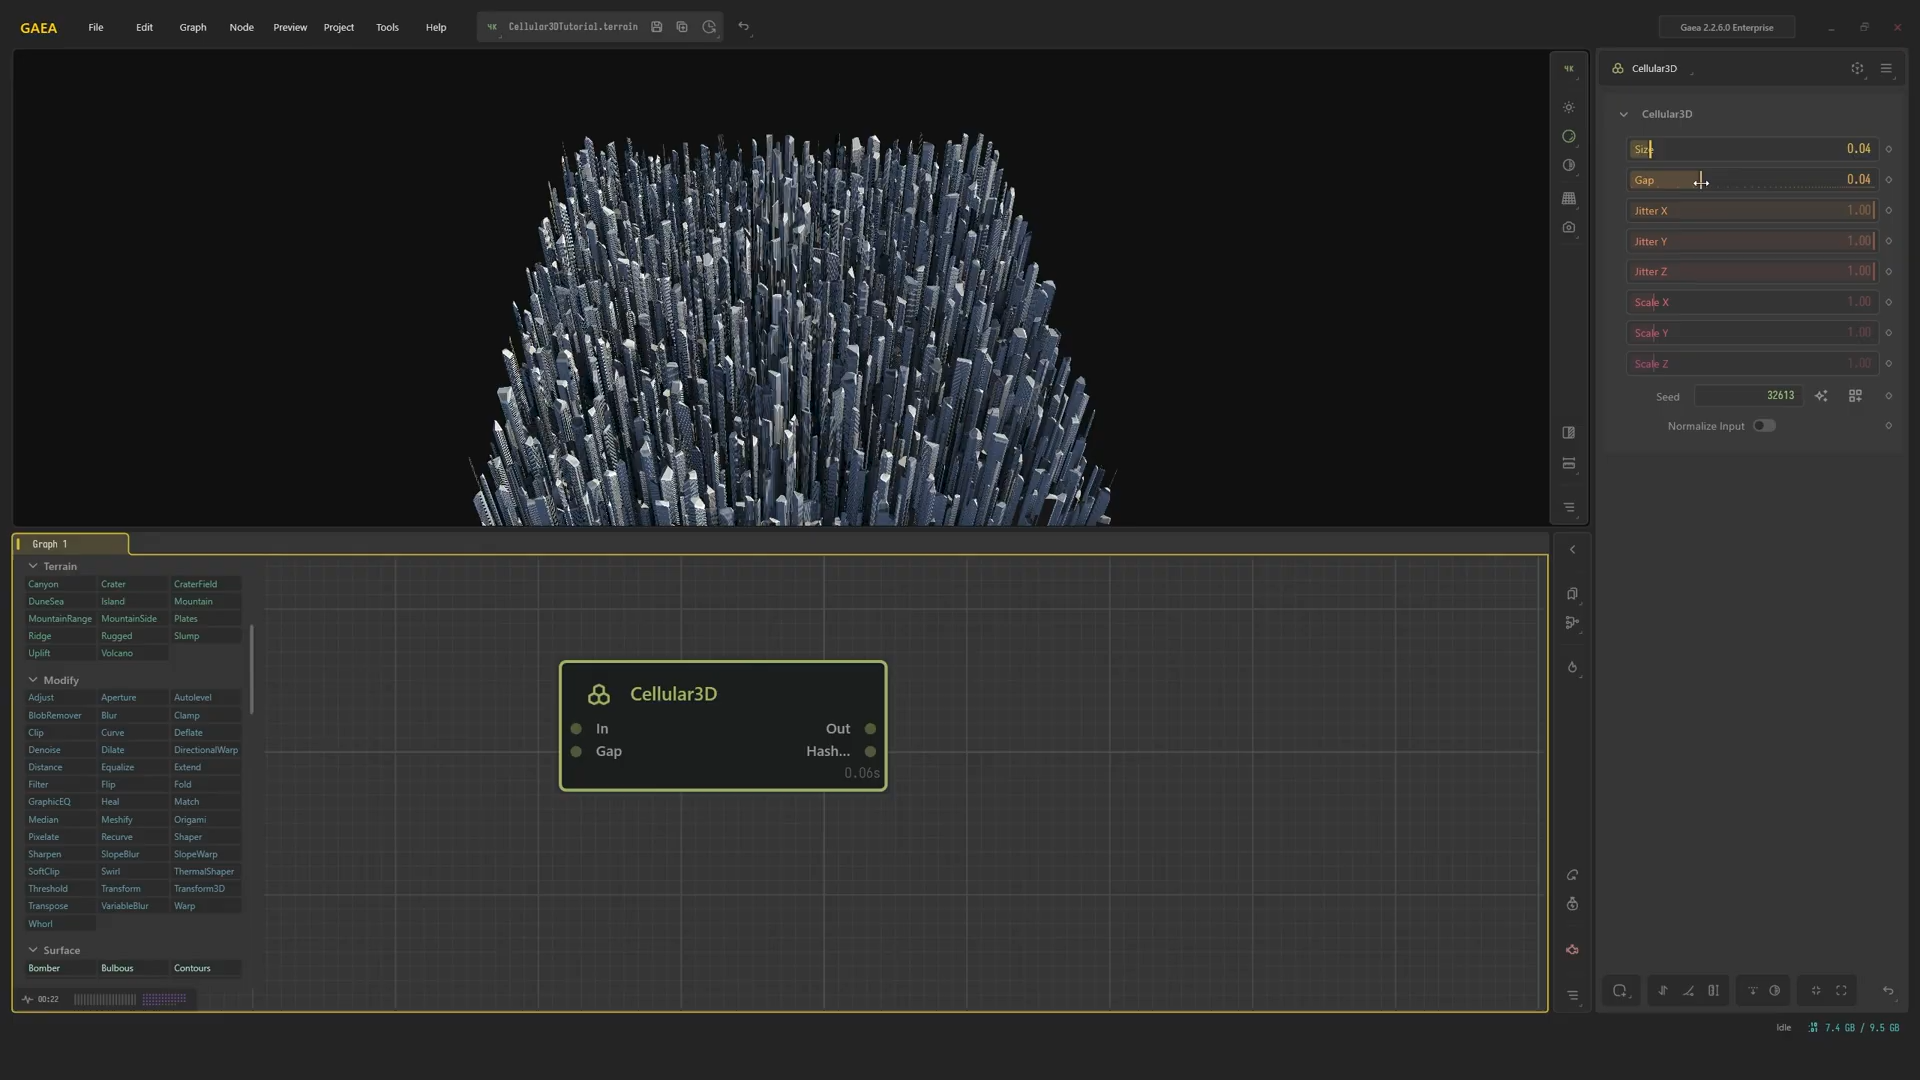 GAEA File Edit Graph Node Preview Project Tools Help 4K Cellular3DTutorial.terrain Gaea 2.2.6.0 Enterprise
4K
Cellular3D
Cellular3D
Size 0.04
Gap 0.04
Jitter X 1.00
Jitter Y 1.00
Jitter Z 1.00
Scale X 1.00
Scale Y 1.00
Scale Z 1.00
Seed 32613
Normalize Input
Graph 1
Terrain
Canyon Crater CraterField
DuneSea Island Mountain
MountainRange MountainSide Plates
Ridge Rugged Slump
Uplift Volcano
Modify
Adjust Aperture Autolevel
BlobRemover Blur Clamp
Clip Curve Deflate
Denoise Dilate DirectionalWarp
Distance Equalize Extend
Filter Flip Fold
GraphicEQ Heal Match
Median Meshify Origami
Pixelate Recurve Shaper
Sharpen SlopeBlur SlopeWarp
SoftClip Swirl ThermalShaper
Threshold Transform Transform3D
Transpose VariableBlur Warp
Whorl
Surface
Bomber Bulbous Contours
00:22
Cellular3D
In Out
Gap Hash...
0.06s
Idle 7.4 GB / 9.5 GB